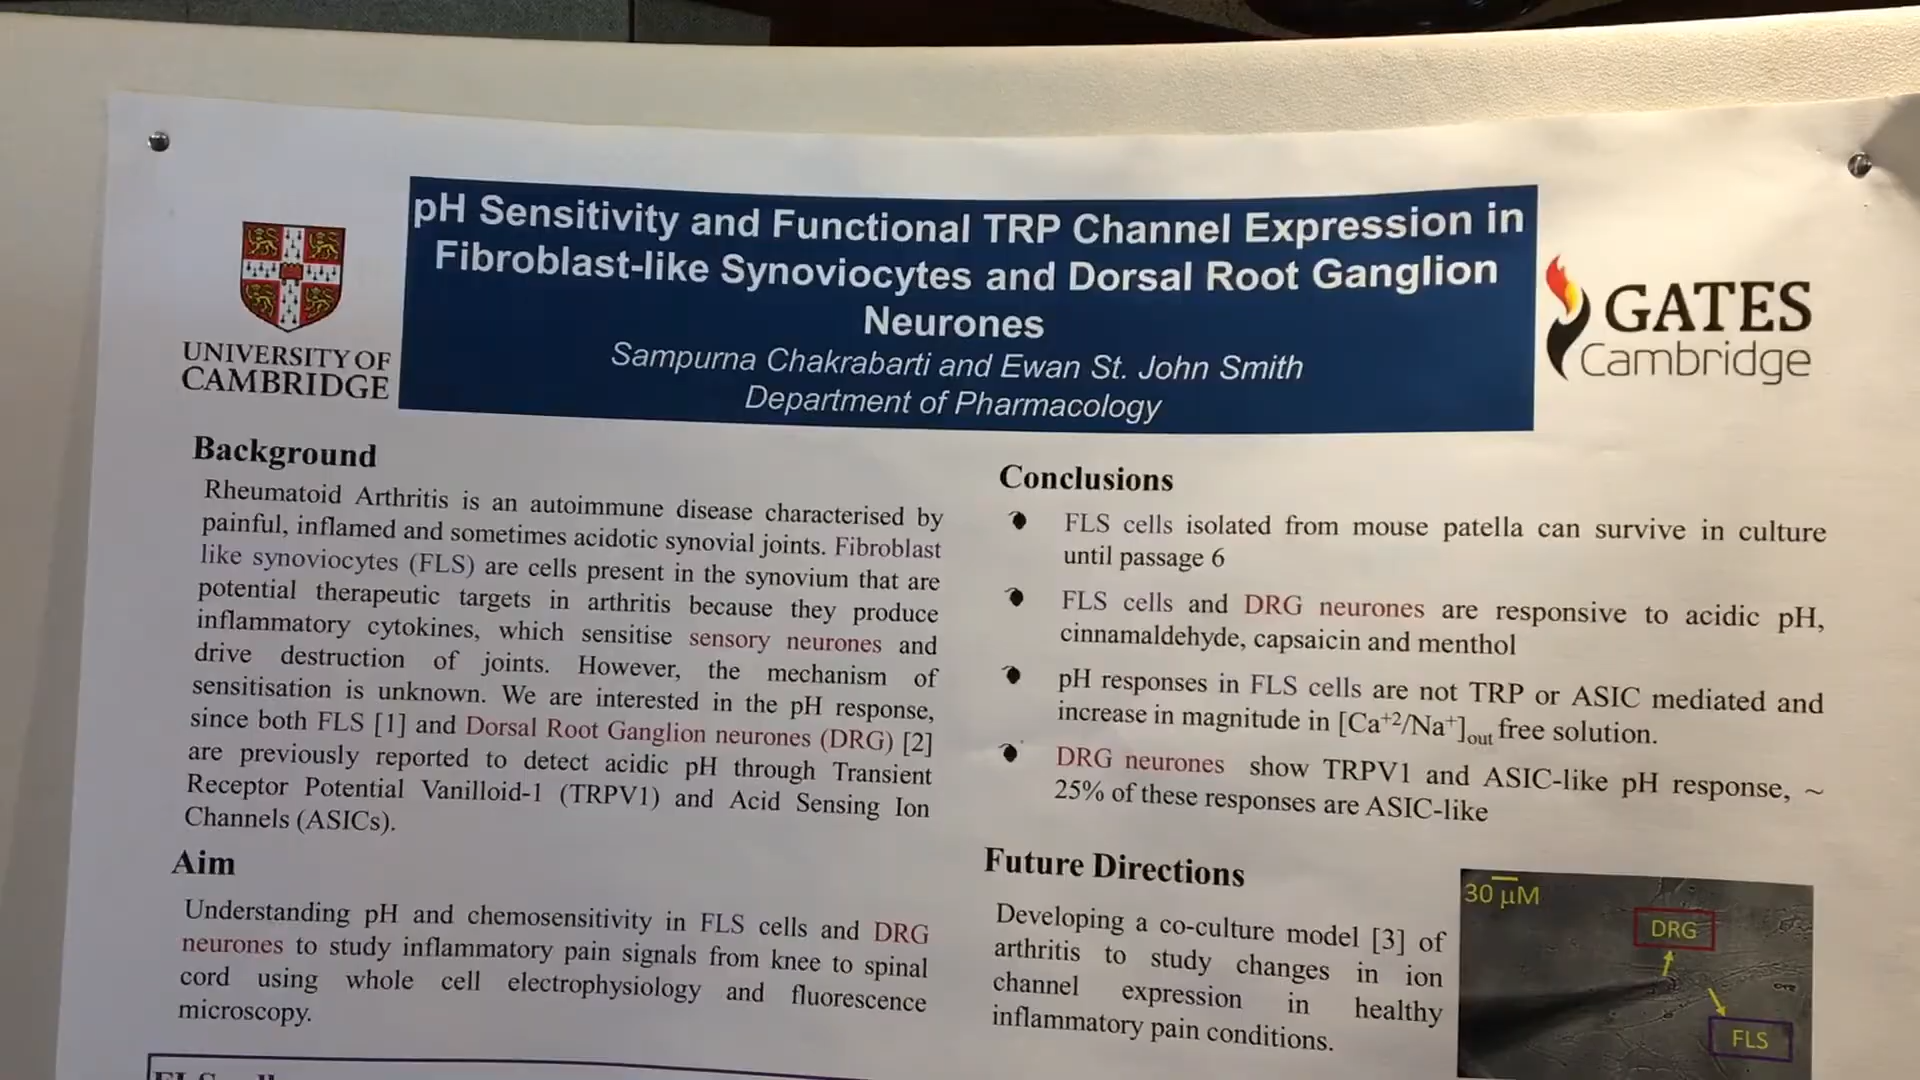 pH Sensitivity and Functional TRP Channel Expression in
Fibroblast-like Synoviocytes and Dorsal Root Ganglion
Neurones
Sampurna Chakrabarti and Ewan St. John Smith
Department of Pharmacology
UNIVERSITY OF
CAMBRIDGE
GATES
Cambridge
Background
Rheumatoid Arthritis is an autoimmune disease characterised by
painful, inflamed and sometimes acidotic synovial joints. Fibroblast
like synoviocytes (FLS) are cells present in the synovium that are
potential therapeutic targets in arthritis because they produce
inflammatory cytokines, which sensitise sensory neurones and
drive destruction of joints. However, the mechanism of
sensitisation is unknown. We are interested in the pH response,
since both FLS [1] and Dorsal Root Ganglion neurones (DRG) [2]
are previously reported to detect acidic pH through Transient
Receptor Potential Vanilloid-1 (TRPV1) and Acid Sensing Ion
Channels (ASICs).
Aim
Understanding pH and chemosensitivity in FLS cells and DRG
neurones to study inflammatory pain signals from knee to spinal
cord using whole cell electrophysiology and fluorescence
microscopy.
Conclusions
FLS cells isolated from mouse patella can survive in culture
until passage 6
FLS cells and DRG neurones are responsive to acidic pH,
cinnamaldehyde, capsaicin and menthol
pH responses in FLS cells are not TRP or ASIC mediated and
increase in magnitude in [Ca+2/Na+]out free solution.
DRG neurones show TRPV1 and ASIC-like pH response, ~
25% of these responses are ASIC-like
Future Directions
Developing a co-culture model [3] of
arthritis to study changes in ion
channel expression in healthy
inflammatory pain conditions.
30 µM
DRG
FLS